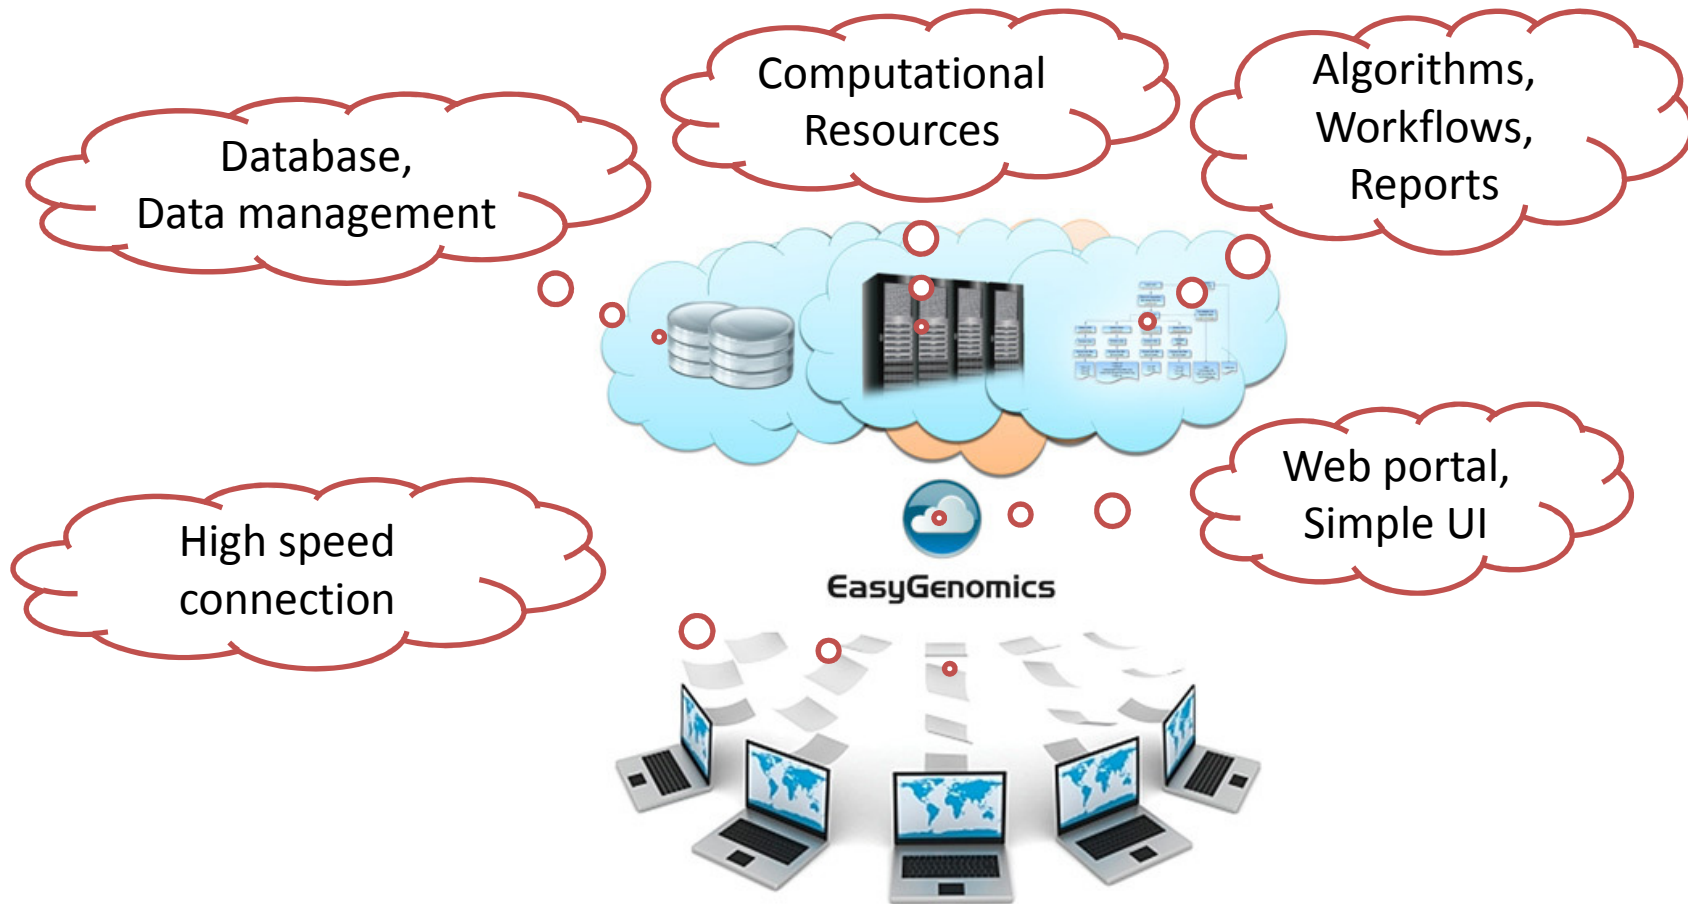 Computational
Resources
Algorithms,
Workflows,
Reports
Database,
Data management
Web portal,
Simple UI
High speed
connection
EasyGenomics